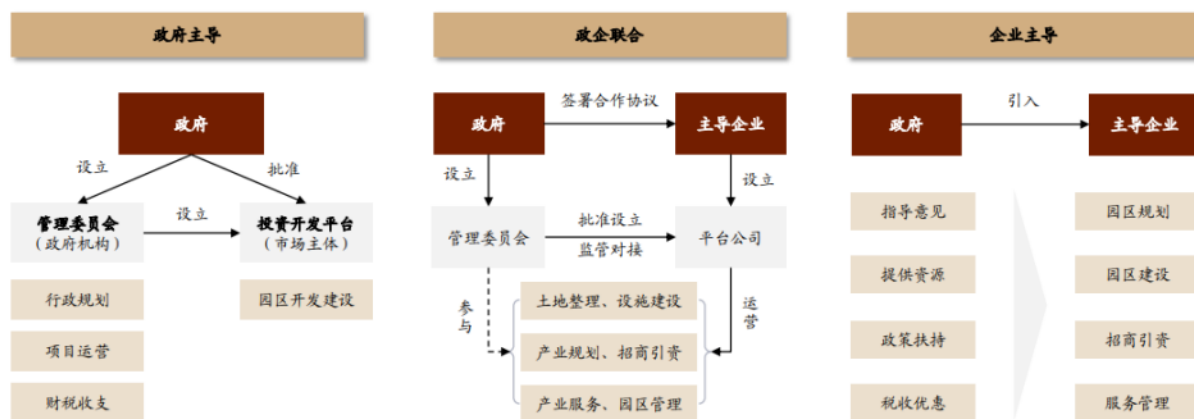 政府主导
政府
设立
批准
管理委员会
（政府机构）
设立
投资开发平台
（市场主体）
行政规划
园区开发建设
项目运营
财税收支
政企联合
政府
签署合作协议
主导企业
设立
设立
管理委员会
批准设立
监管对接
平台公司
参与
土地整理、设施建设
运营
产业规划、招商引资
产业服务、园区管理
企业主导
政府
引入
主导企业
指导意见
园区规划
提供资源
园区建设
政策扶持
招商引资
税收优惠
服务管理